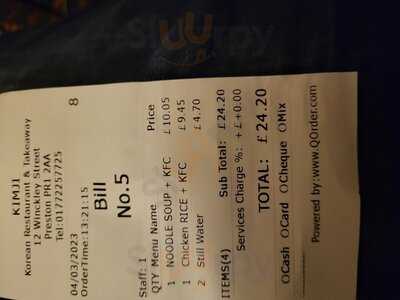 KIMJI
Korean Restaurant & Takeaway
12 Winckley Street
Preston PR1 2AA
Tel:01772257725
04/03/2023 8
OrderTime:13:21:15
Bill
No.5
Staff: 1
QTY Menu Name Price
1 NOODLE SOUP + KFC £ 10.05
1 Chicken RICE + KFC £ 9.45
2 Still Water £ 4.70
ITEMS(4) Sub Total: £24.20
Services Charge %: + £+0.00
TOTAL: £ 24.20
OCash OCard OCheque OMix
Powered by:www.QOrder.com